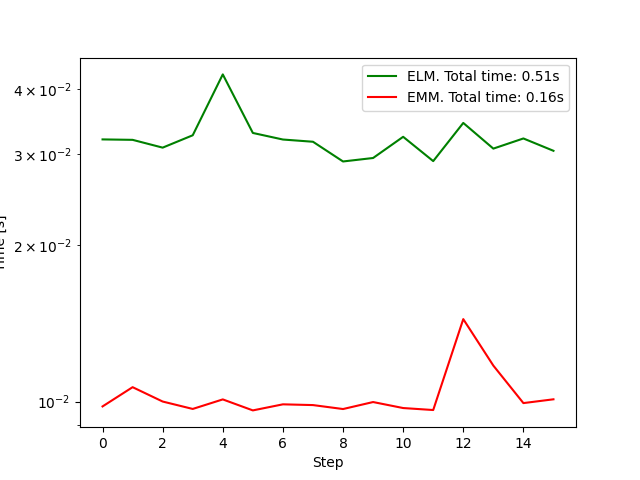 ELM. Total time: 0.51s
EMM. Total time: 0.16s
4 × 10⁻²
3 × 10⁻²
2 × 10⁻²
10⁻²
0 2 4 6 8 10 12 14
Step